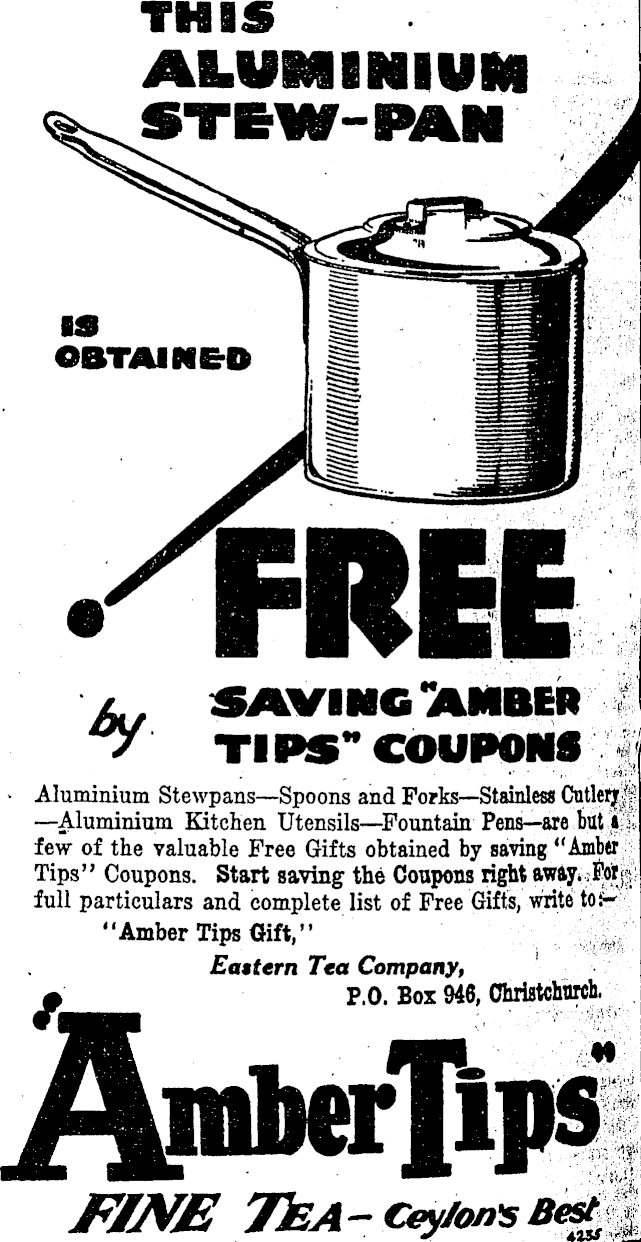 THIS
ALUMINIUM
STEW-PAN
IS
OBTAINED
FREE
by
SAVING "AMBER
TIPS" COUPONS
Aluminium Stewpans—Spoons and Forks—Stainless Cutlery
—Aluminium Kitchen Utensils—Fountain Pens—are but a
few of the valuable Free Gifts obtained by saving "Amber
Tips" Coupons. Start saving the Coupons right away. For
full particulars and complete list of Free Gifts, write to:—
"Amber Tips Gift,"
Eastern Tea Company,
P.O. Box 946, Christchurch.
"Amber Tips"
FINE TEA - Ceylon's Best
4235